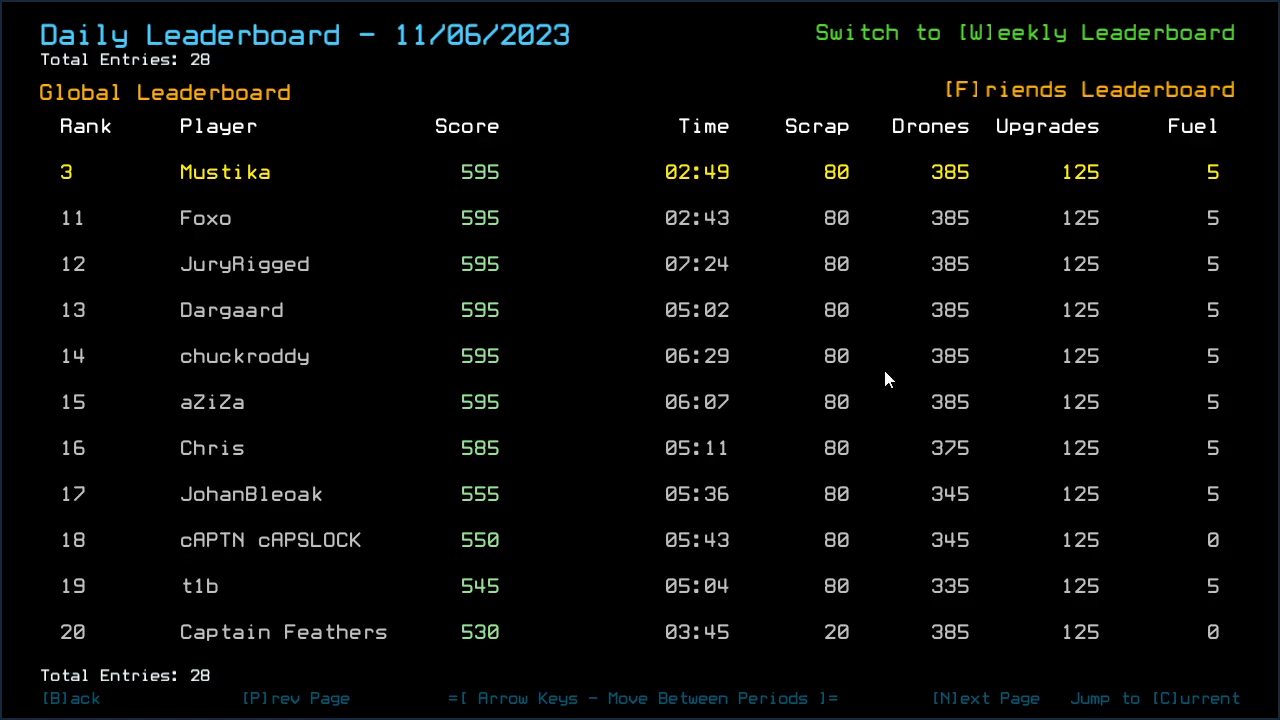 Daily Leaderboard - 11/06/2023 Switch to [W]eekly Leaderboard
Total Entries: 28
Global Leaderboard [F]riends Leaderboard
Rank Player Score Time Scrap Drones Upgrades Fuel
3 Mustika 595 02:49 80 385 125 5
11 Foxo 595 02:43 80 385 125 5
12 JuryRigged 595 07:24 80 385 125 5
13 Dargaard 595 05:02 80 385 125 5
14 chuckroddy 595 06:29 80 385 125 5
15 aZiZa 595 06:07 80 385 125 5
16 Chris 585 05:11 80 375 125 5
17 JohanBleoak 555 05:36 80 345 125 5
18 cAPTN cAPSLOCK 550 05:43 80 345 125 0
19 t1b 545 05:04 80 335 125 5
20 Captain Feathers 530 03:45 20 385 125 0
Total Entries: 28
[B]ack [P]rev Page =[ Arrow Keys - Move Between Periods ]= [N]ext Page Jump to [C]urrent